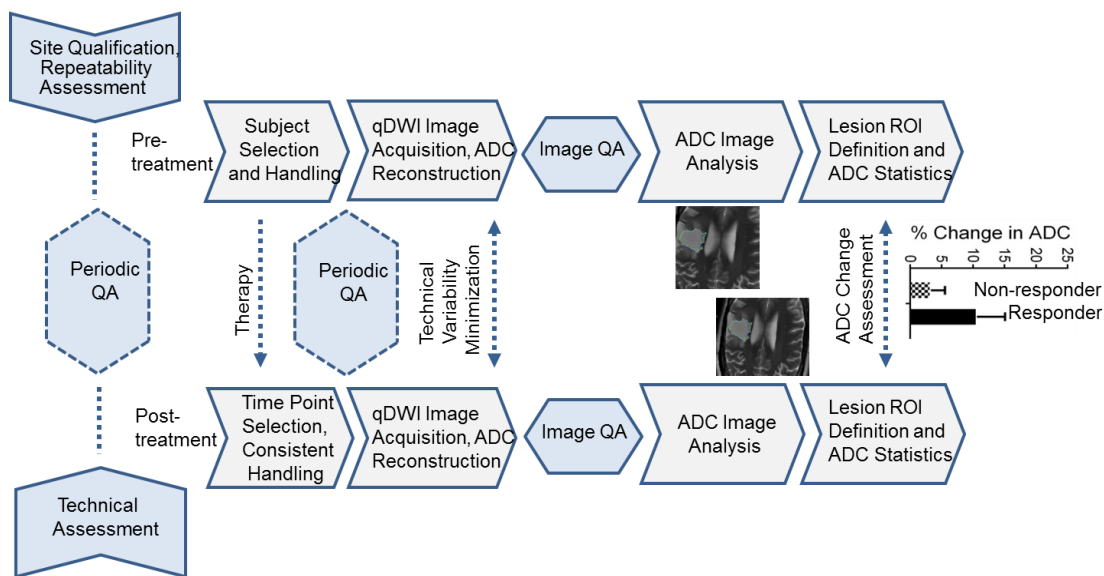 Site Qualification,
Repeatability
Assessment
Pre-
treatment
Subject
Selection
and Handling
qDWI Image
Acquisition, ADC
Reconstruction
Image QA
ADC Image
Analysis
Lesion ROI
Definition and
ADC Statistics
Periodic
QA
Therapy
Periodic
QA
Technical
Variability
Minimization
ADC Change
Assessment
% Change in ADC
0 5 10 15 20 25
Non-responder
Responder
Post-
treatment
Time Point
Selection,
Consistent
Handling
qDWI Image
Acquisition, ADC
Reconstruction
Image QA
ADC Image
Analysis
Lesion ROI
Definition and
ADC Statistics
Technical
Assessment